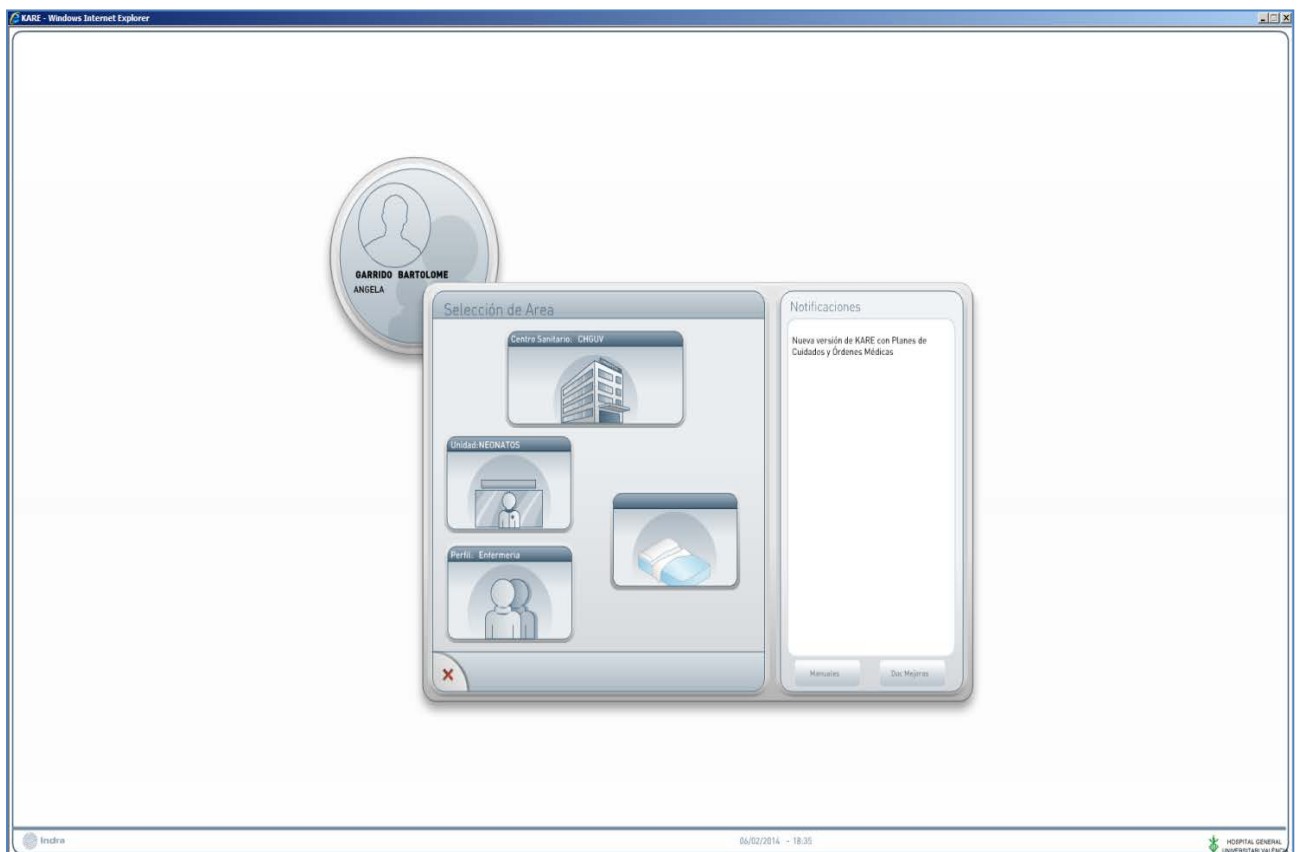 KARE - Windows Internet Explorer
GARRIDO BARTOLOME
ANGELA
Selección de Area
Centro Sanitario: CHGUV
Unidad:NEONATOS
Perfil: Enfermeria
Notificaciones
Nueva versión de KARE con Planes de
Cuidados y Órdenes Médicas
Manuales
Doc Mejoras
Indra
06/02/2014 - 18:35
HOSPITAL GENERAL
UNIVERSITARI VALÈNCIA